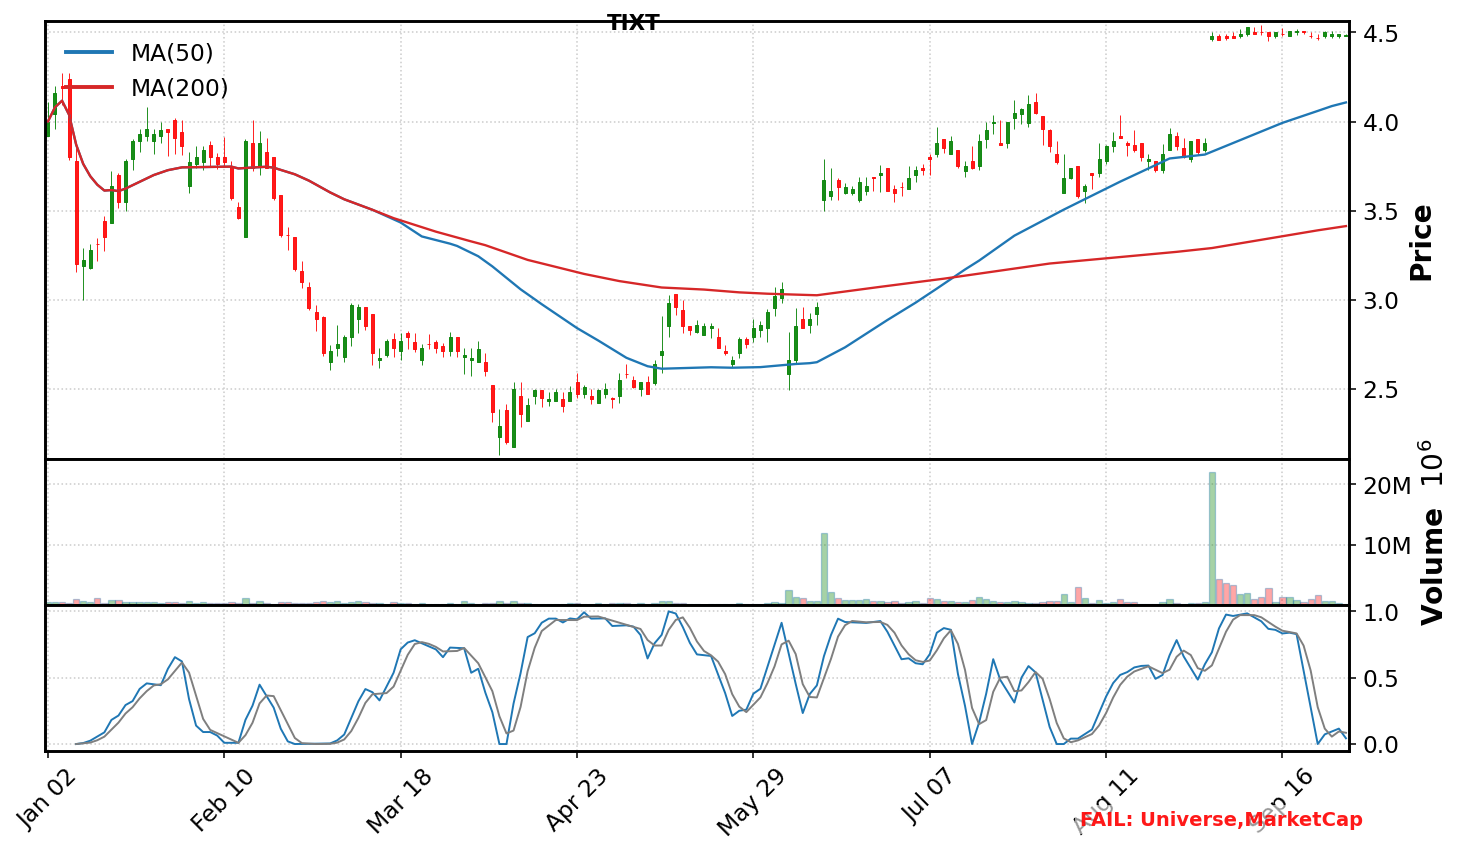 TIXT
MA(50)
MA(200)
4.5
4.0
3.5
3.0
2.5
Price
20M
10M
Volume 10^6
1.0
0.5
0.0
Jan 02
Feb 10
Mar 18
Apr 23
May 29
Jul 07
Aug 11
Sep 16
FAIL: Universe,MarketCap